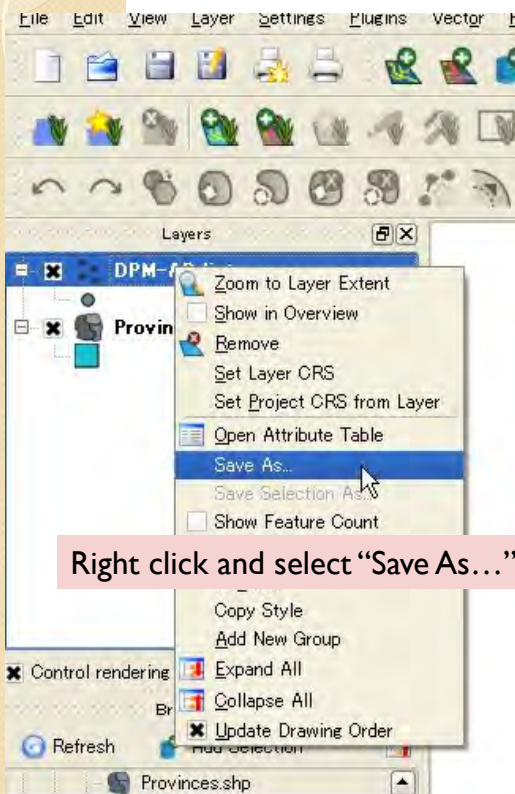 File Edit View Layer Settings Plugins Vector
Layers
DPM-
Zoom to Layer Extent
Provin
Show in Overview
Remove
Set Layer CRS
Set Project CRS from Layer
Open Attribute Table
Save As...
Save Selection As...
Show Feature Count
Right click and select “Save As…”
Copy Style
Add New Group
Control rendering
Expand All
Br
Collapse All
Update Drawing Order
Refresh
Add Selection
Provinces.shp